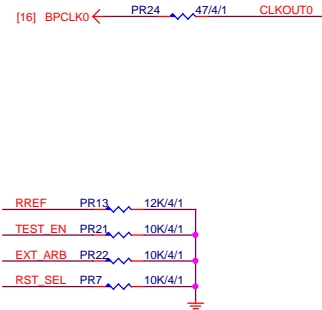 [16] BPCLK0 PR24 47/4/1 CLKOUT0
RREF PR13 12K/4/1
TEST_EN PR21 10K/4/1
EXT_ARB PR22 10K/4/1
RST_SEL PR7 10K/4/1